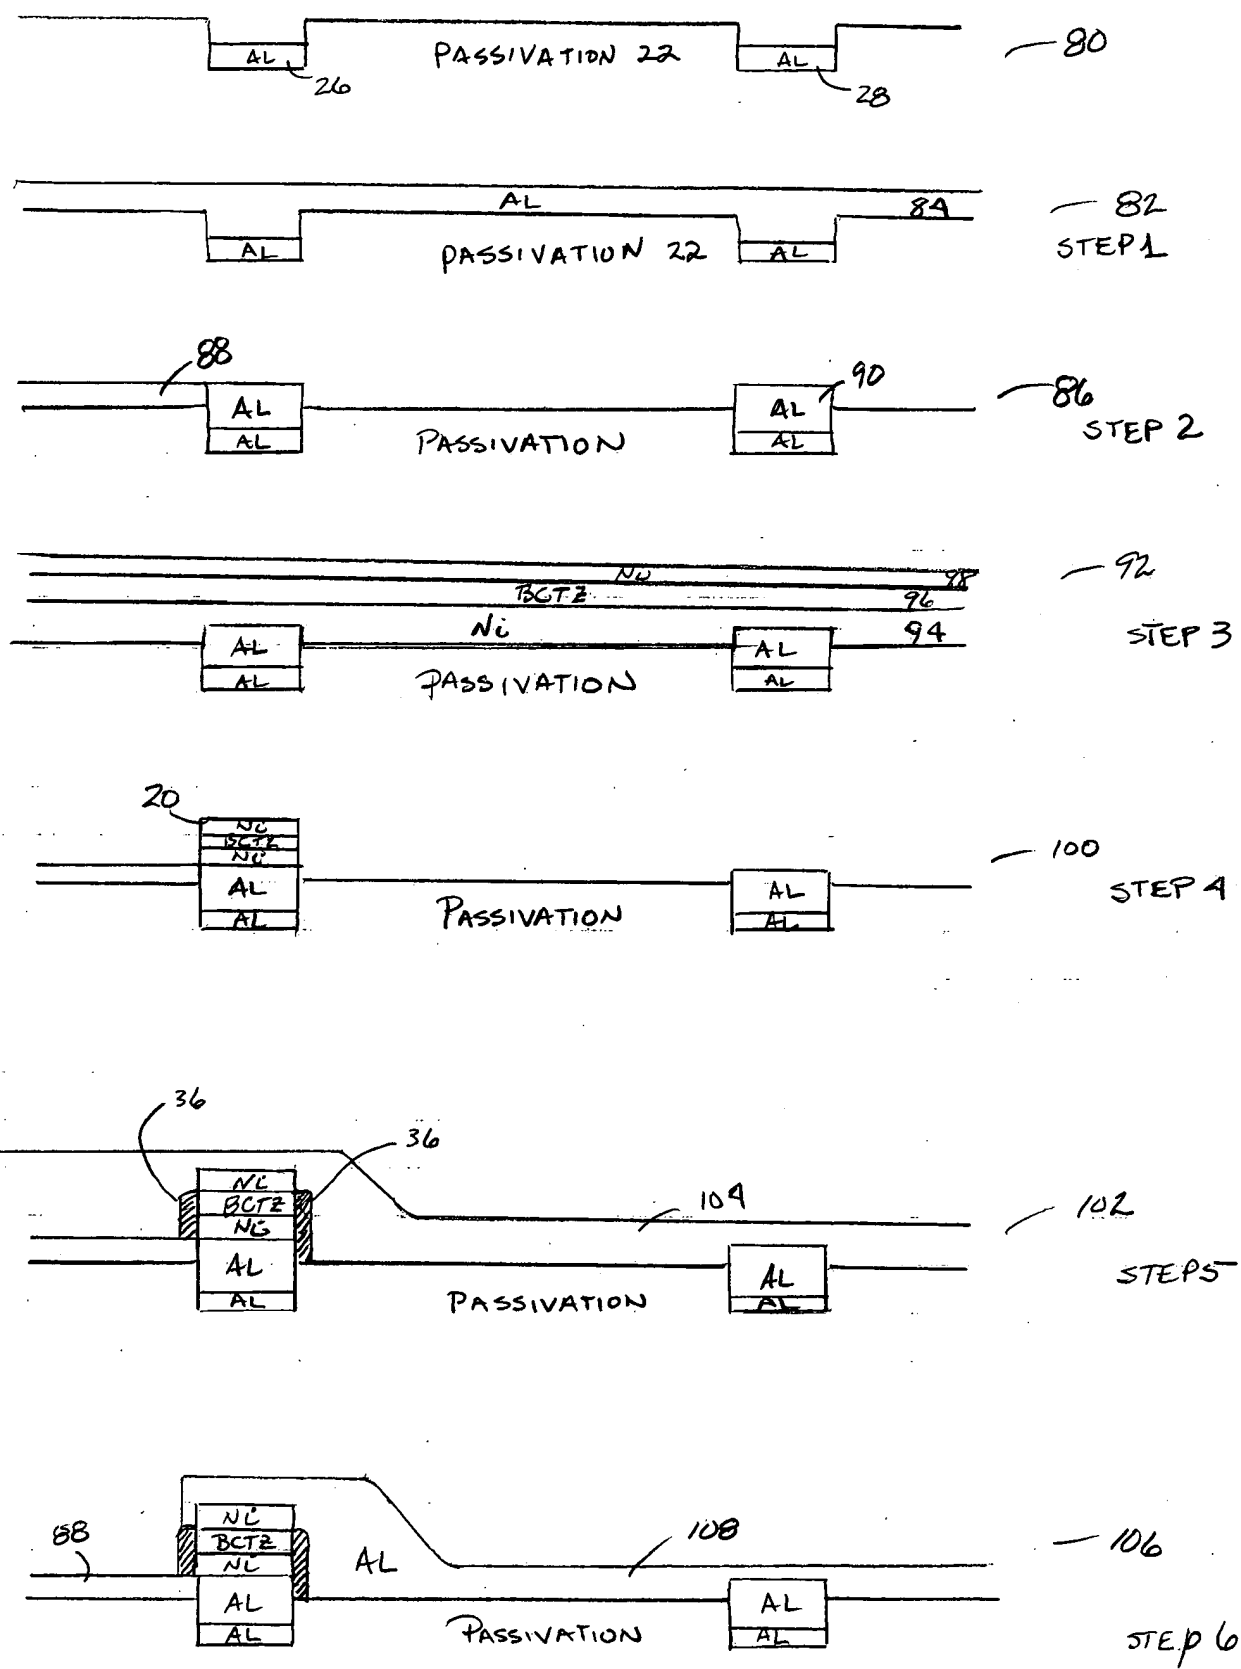 AL PASSIVATION 22 AL 80
26 28
AL 84 82
AL PASSIVATION 22 AL STEP 1
88 90 86
AL AL
AL PASSIVATION AL STEP 2
Ni 98 92
BCTZ 96
Ni 94 STEP 3
AL AL
AL PASSIVATION AL
20
Ni
BCTZ
Ni 100
AL AL STEP 4
AL PASSIVATION AL
36
36
Ni
BCTZ 104 102
Ni
AL AL STEP 5
AL PASSIVATION AL
Ni
88 BCTZ 108 106
Ni AL
AL AL
AL PASSIVATION AL STEP 6